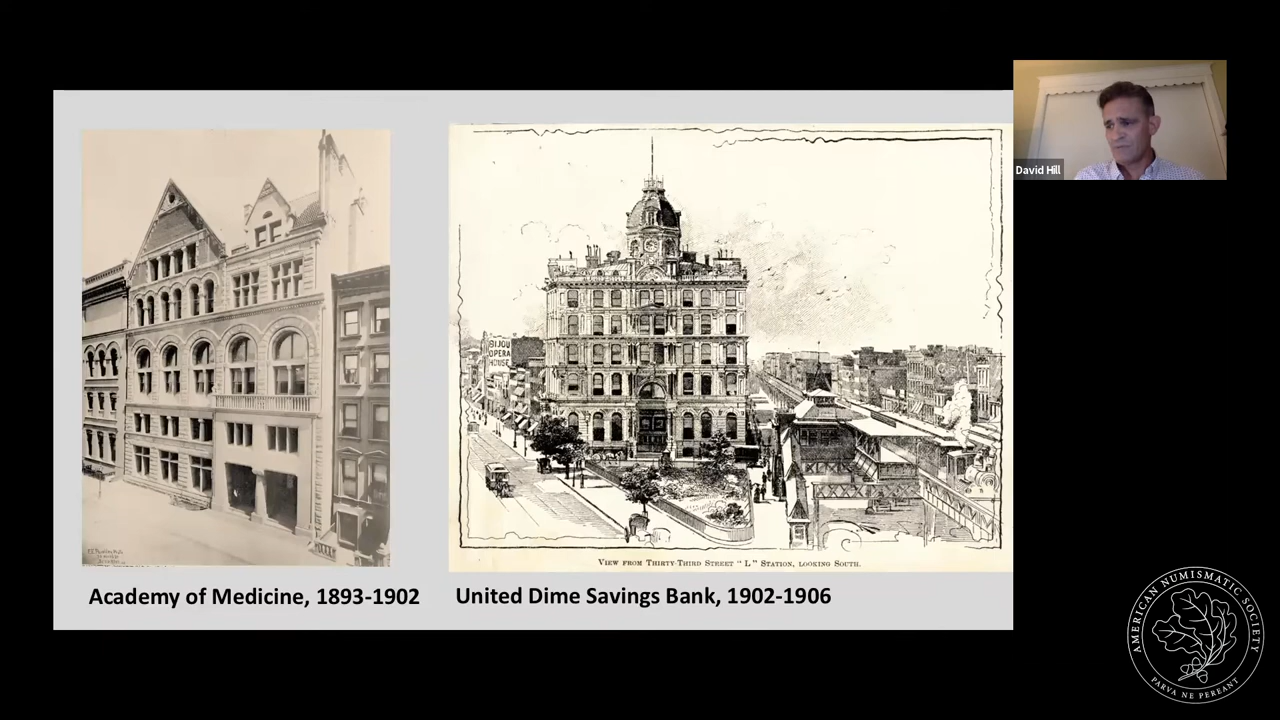 BIJOU
OPERA
HOUSE
VIEW FROM THIRTY-THIRD STREET "L" STATION, LOOKING SOUTH.
Academy of Medicine, 1893-1902
United Dime Savings Bank, 1902-1906
David Hill
AMERICAN NUMISMATIC SOCIETY
PARVA NE PEREANT